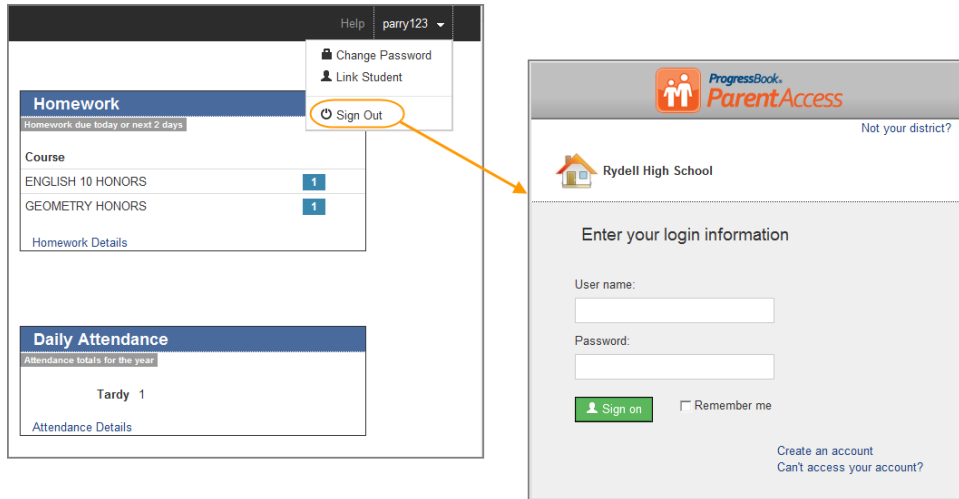 Help parry123
Change Password
Link Student
Sign Out
Homework
Homework due today or next 2 days
Course
ENGLISH 10 HONORS 1
GEOMETRY HONORS 1
Homework Details
Daily Attendance
Attendance totals for the year
Tardy 1
Attendance Details
ProgressBook.
ParentAccess
Not your district?
Rydell High School
Enter your login information
User name:
Password:
Sign on Remember me
Create an account
Can't access your account?